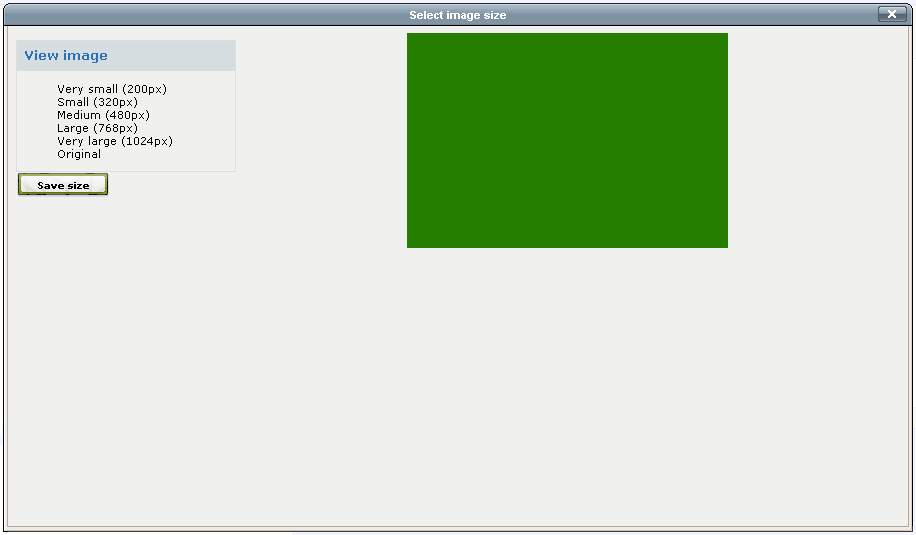 Select image size
View image
Very small (200px)
Small (320px)
Medium (480px)
Large (768px)
Very large (1024px)
Original
Save size